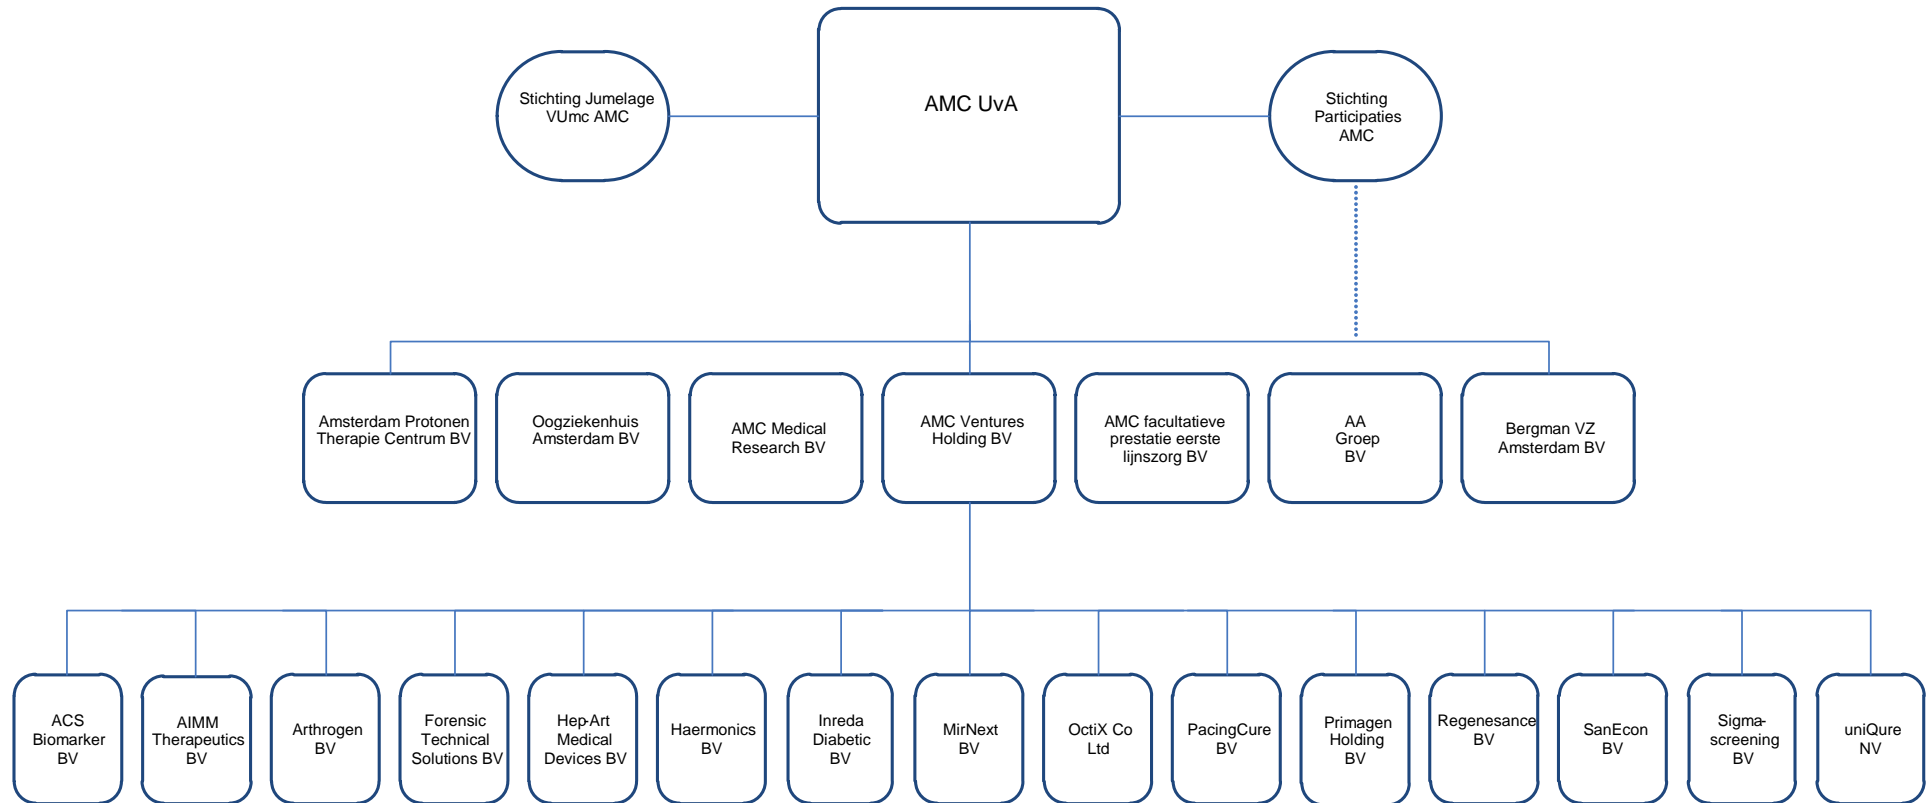 Stichting Jumelage
VUmc AMC
AMC UvA
Stichting
Participaties
AMC
Amsterdam Protonen
Therapie Centrum BV
Oogziekenhuis
Amsterdam BV
AMC Medical
Research BV
AMC Ventures
Holding BV
AMC facultatieve
prestatie eerste
lijnszorg BV
AA
Groep
BV
Bergman VZ
Amsterdam BV
ACS
Biomarker
BV
AIMM
Therapeutics
BV
Arthrogen
BV
Forensic
Technical
Solutions BV
Hep-Art
Medical
Devices BV
Haermonics
BV
Inreda
Diabetic
BV
MirNext
BV
OctiX Co
Ltd
PacingCure
BV
Primagen
Holding
BV
Regenesance
BV
SanEcon
BV
Sigma-
screening
BV
uniQure
NV